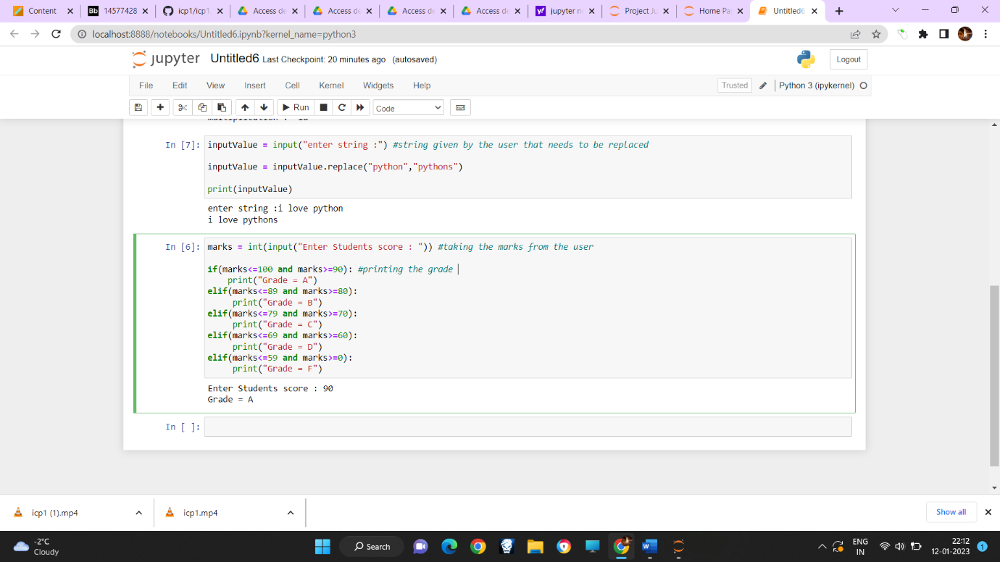 Content
14577428
icp1/icp1
Access de
Access de
Access de
Access de
jupyter no
Project Ju
Home Pa
Untitled6
localhost:8888/notebooks/Untitled6.ipynb?kernel_name=python3
jupyter Untitled6 Last Checkpoint: 20 minutes ago (autosaved)
Logout
File Edit View Insert Cell Kernel Widgets Help
Trusted Python 3 (ipykernel)
Run Code
In [7]: inputValue = input("enter string :") #string given by the user that needs to be replaced
inputValue = inputValue.replace("python","pythons")
print(inputValue)
enter string :i love python
i love pythons
In [6]: marks = int(input("Enter Students score : ")) #taking the marks from the user
if(marks<=100 and marks>=90): #printing the grade
print("Grade = A")
elif(marks<=89 and marks>=80):
print("Grade = B")
elif(marks<=79 and marks>=70):
print("Grade = C")
elif(marks<=69 and marks>=60):
print("Grade = D")
elif(marks<=59 and marks>=0):
print("Grade = F")
Enter Students score : 90
Grade = A
In [ ]:
icp1 (1).mp4
icp1.mp4
Show all
-2°C
Cloudy
Search
ENG
IN
22:12
12-01-2023
1